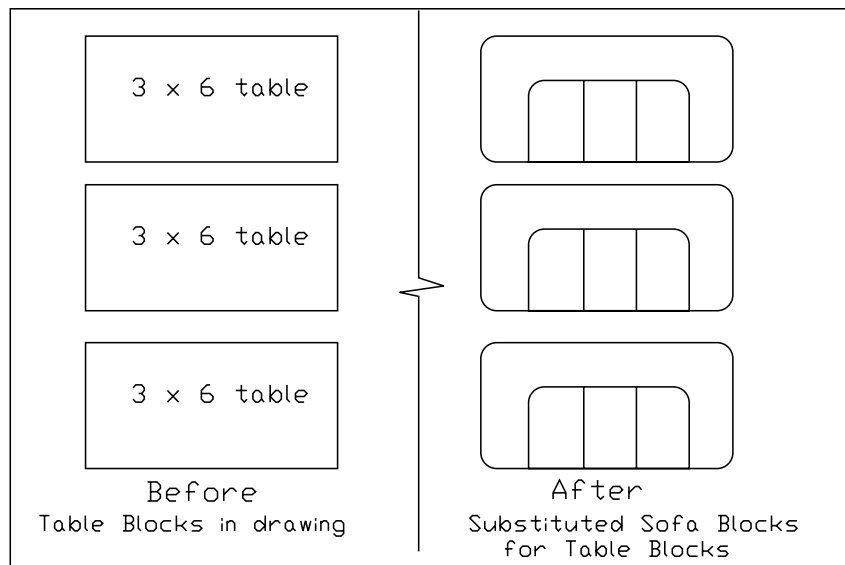 3 x 6 table
3 x 6 table
3 x 6 table
Before
Table Blocks in drawing
After
Substituted Sofa Blocks
for Table Blocks